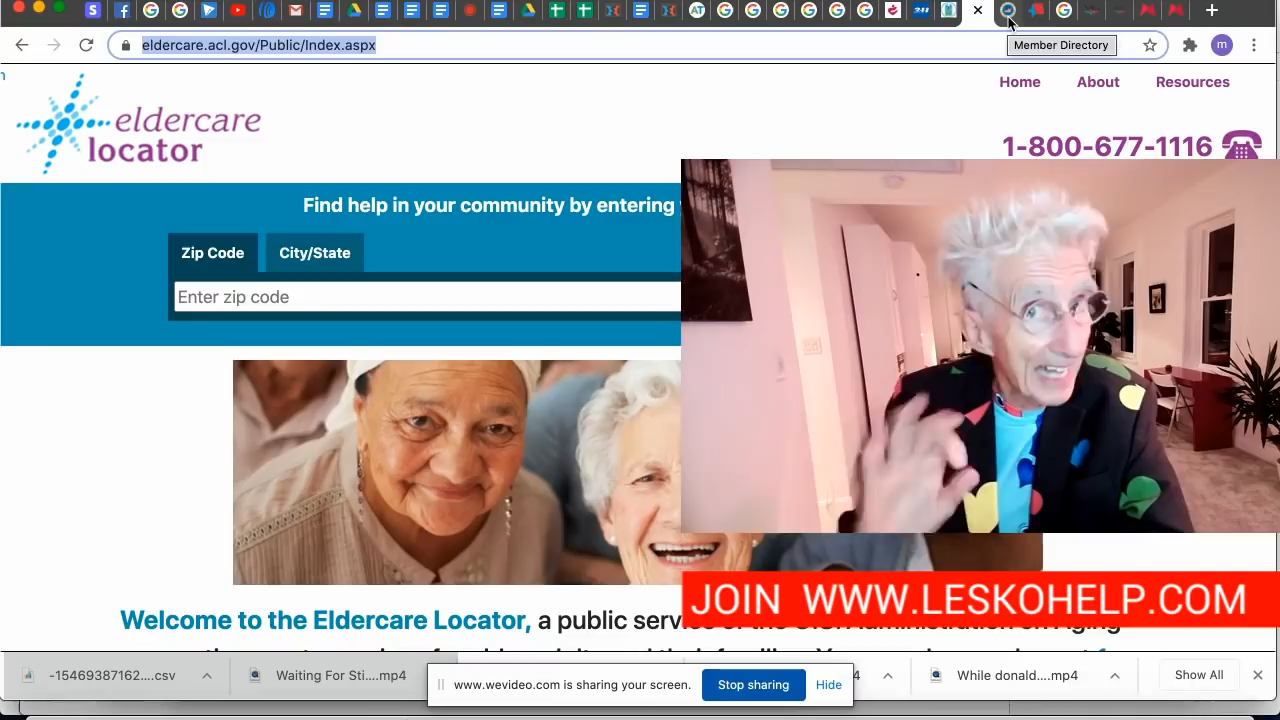 eldercare.acl.gov/Public/Index.aspx
m
Member Directory
n
eldercare
locator
Home
About
Resources
1-800-677-1116
Find help in your community by entering
Zip Code
City/State
Enter zip code
JOIN WWW.LESKOHELP.COM
Welcome to the Eldercare Locator, a public
-15469387162....csv
Waiting For Sti....mp4
www.wevideo.com is sharing your screen.
Stop sharing
Hide
While donald....mp4
Show All